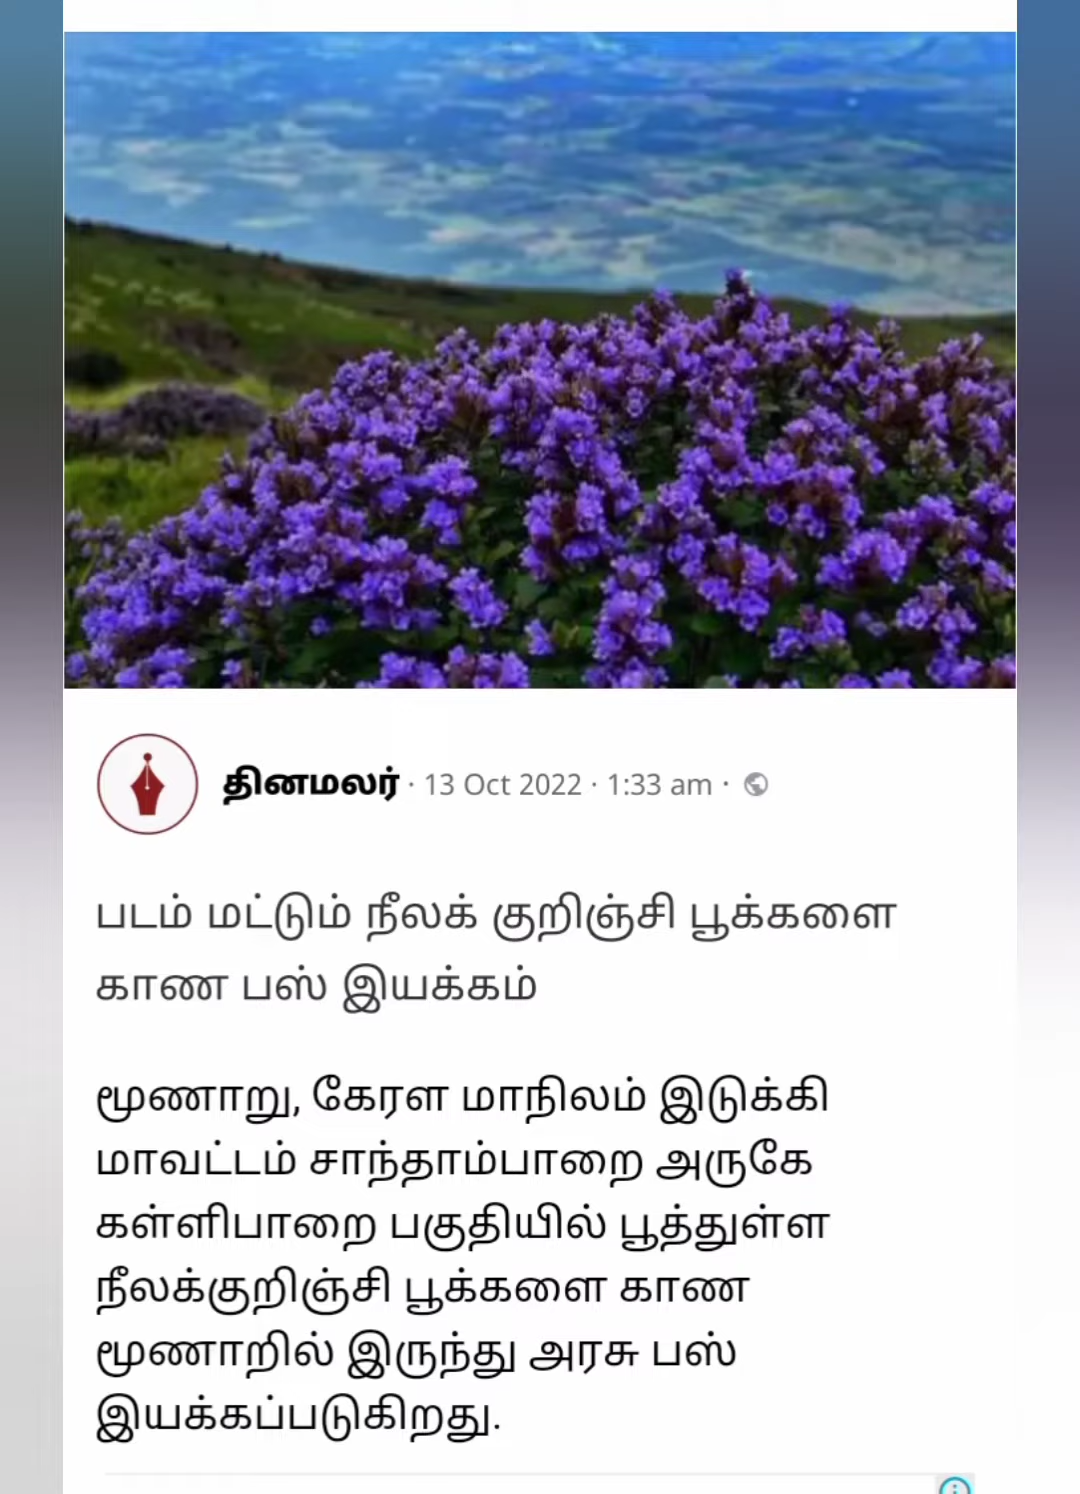 தினமலர் · 13 Oct 2022 · 1:33 am ·
படம் மட்டும் நீலக் குறிஞ்சி பூக்களை
காண பஸ் இயக்கம்
மூணாறு, கேரள மாநிலம் இடுக்கி
மாவட்டம் சாந்தாம்பாறை அருகே
கள்ளிபாறை பகுதியில் பூத்துள்ள
நீலக்குறிஞ்சி பூக்களை காண
மூணாறில் இருந்து அரசு பஸ்
இயக்கப்படுகிறது.